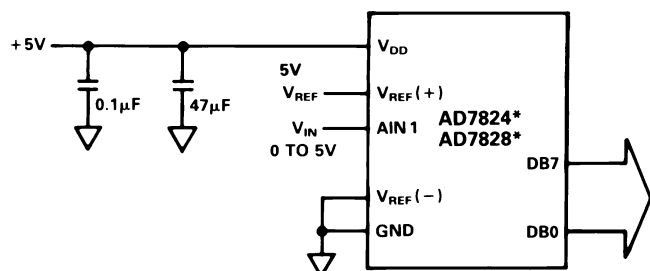 +5V
0.1μF
47μF
5V
VREF
VIN
0 TO 5V
VDD
VREF(+)
AIN 1
AD7824*
AD7828*
DB7
VREF(−)
GND
DB0